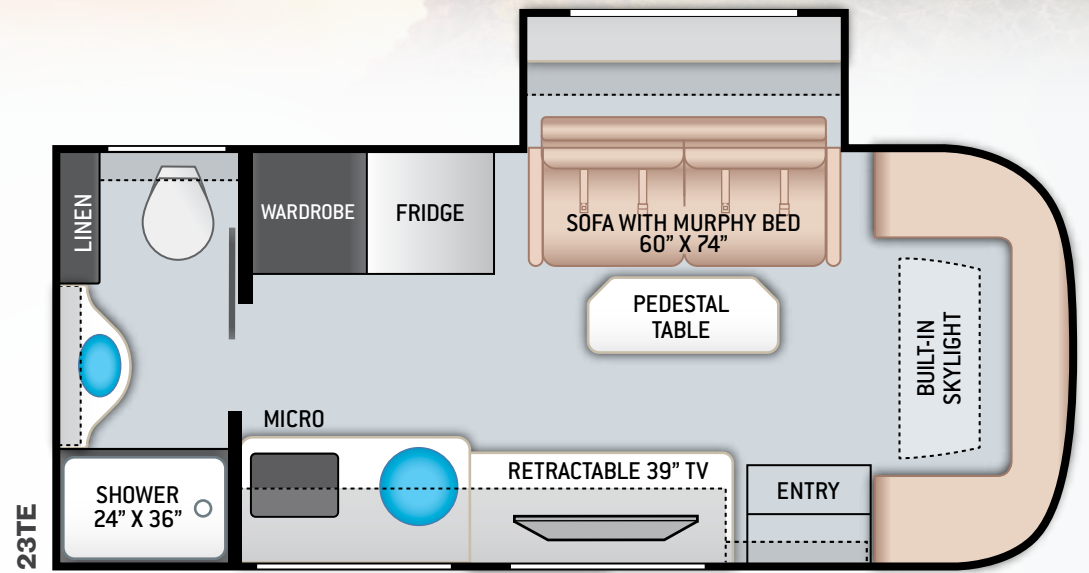 LINEN
WARDROBE
FRIDGE
SOFA WITH MURPHY BED
60” X 74”
PEDESTAL
TABLE
BUILT-IN
SKYLIGHT
MICRO
RETRACTABLE 39” TV
ENTRY
SHOWER
24” X 36”
23TE